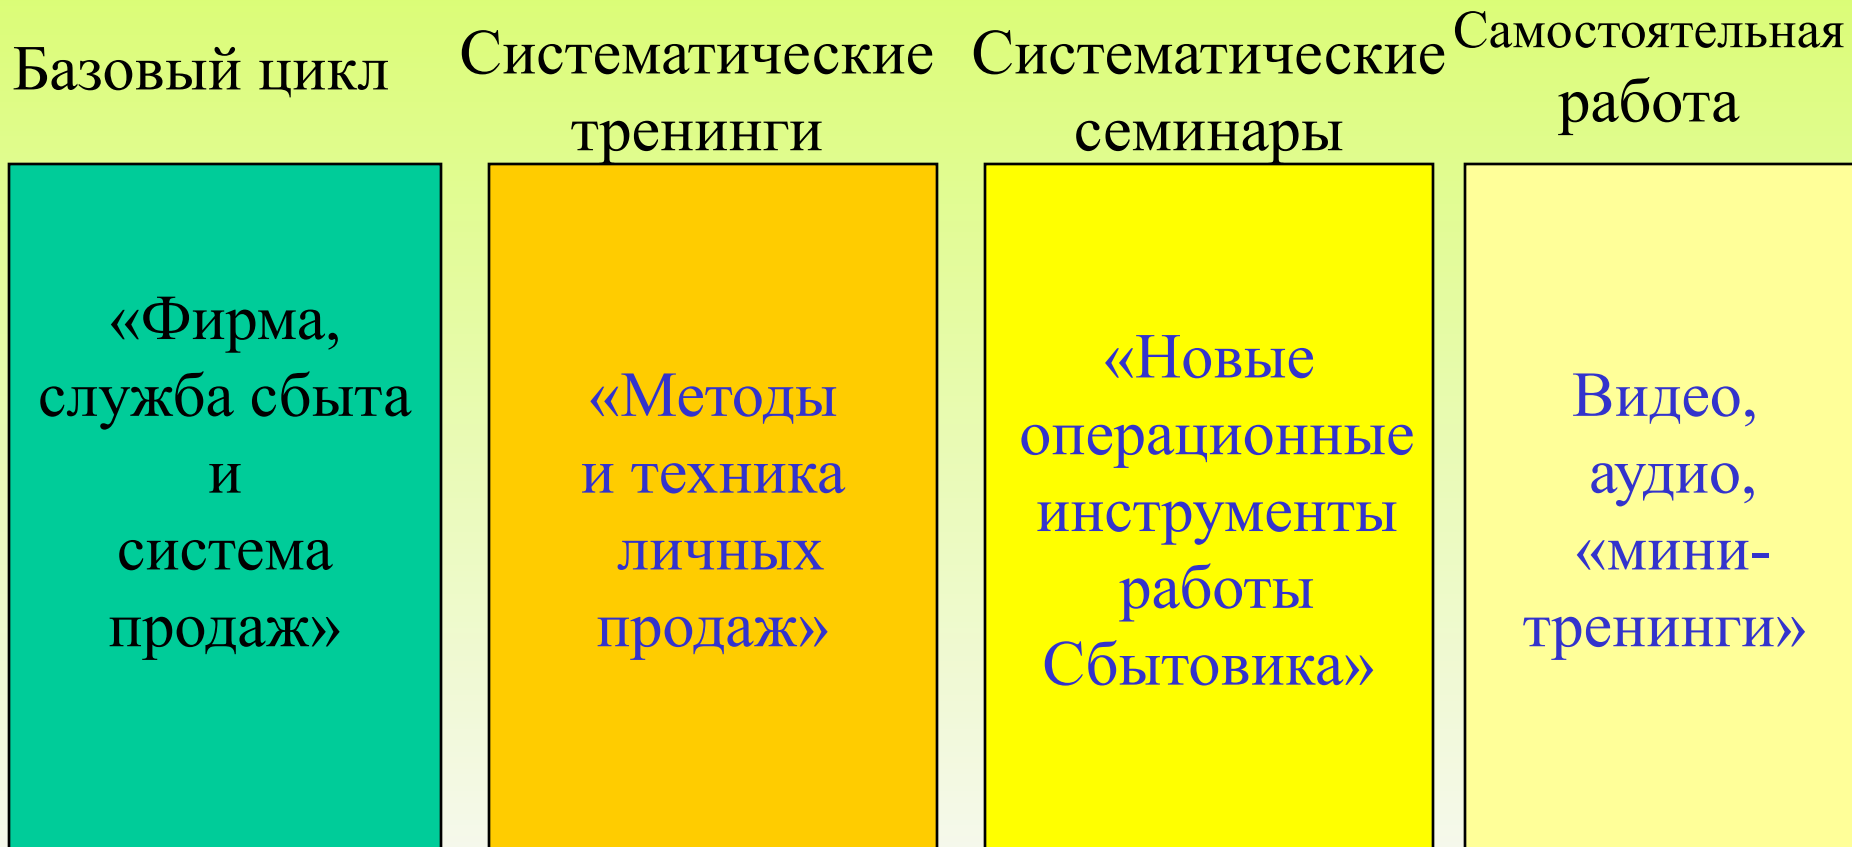 Базовый цикл
«Фирма,
служба сбыта
и
система
продаж»
Систематические
тренинги
«Методы
и техника
личных
продаж»
Систематические
семинары
«Новые
операционные
инструменты
работы
Сбытовика»
Самостоятельная
работа
Видео,
аудио,
«мини-
тренинги»